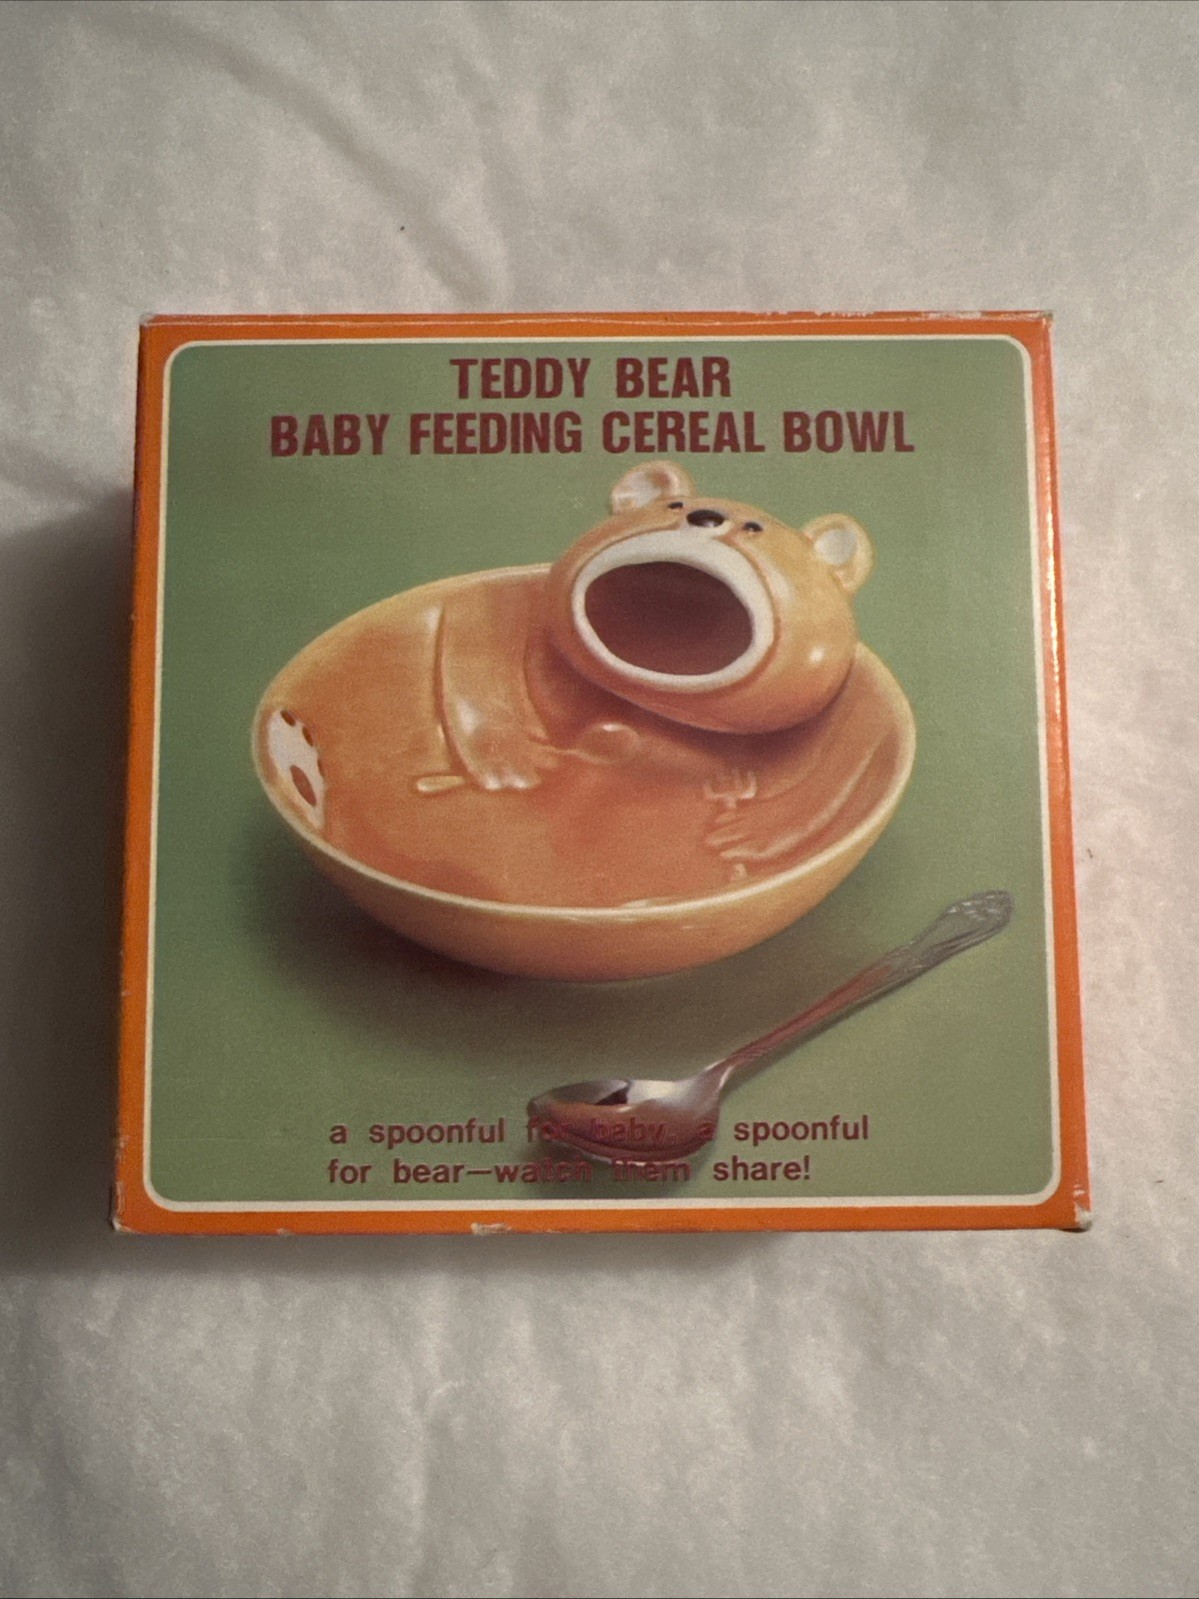 TEDDY BEAR
BABY FEEDING CEREAL BOWL
a spoonful for baby, a spoonful
for bear—watch them share!